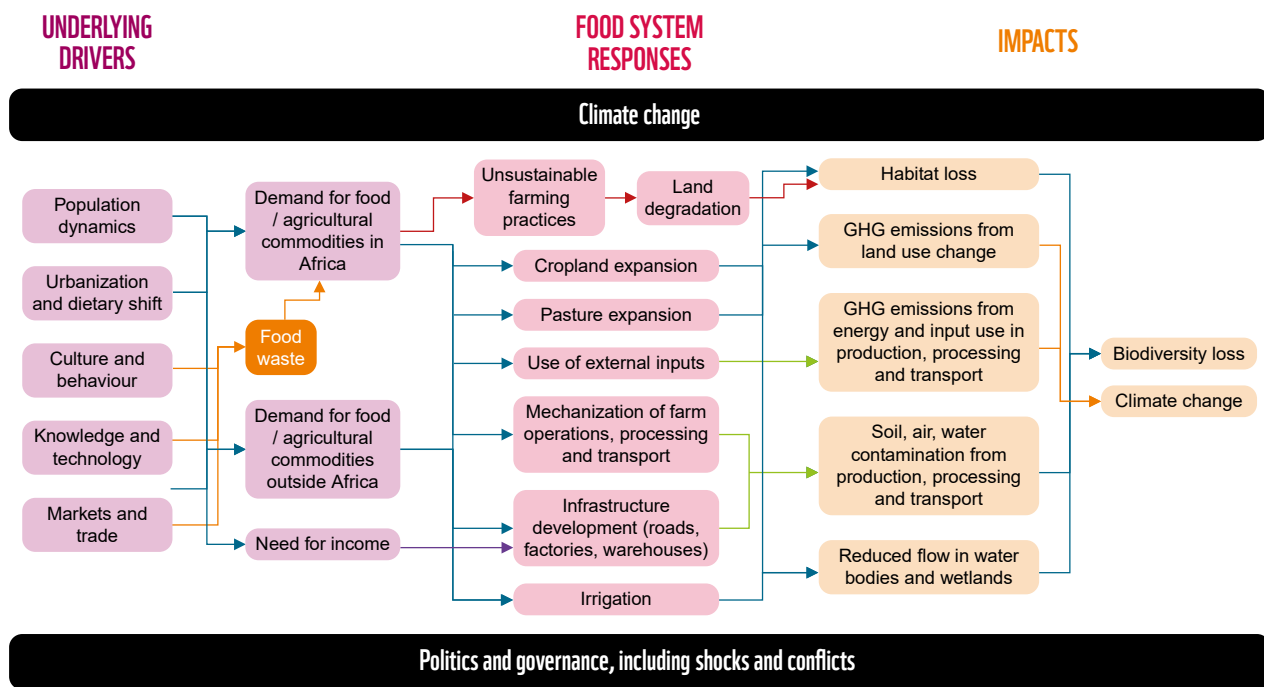 UNDERLYING
DRIVERS
FOOD SYSTEM
RESPONSES
IMPACTS
Climate change
Population
dynamics
Urbanization
and dietary shift
Culture and
behaviour
Knowledge and
technology
Markets and
trade
Demand for food
/ agricultural
commodities in
Africa
Food
waste
Demand for food
/ agricultural
commodities
outside Africa
Need for income
Unsustainable
farming
practices
Land
degradation
Cropland expansion
Pasture expansion
Use of external inputs
Mechanization of farm
operations, processing
and transport
Infrastructure
development (roads,
factories, warehouses)
Irrigation
Habitat loss
GHG emissions from
land use change
GHG emissions from
energy and input use in
production, processing
and transport
Soil, air, water
contamination from
production, processing
and transport
Reduced flow in water
bodies and wetlands
Biodiversity loss
Climate change
Politics and governance, including shocks and conflicts